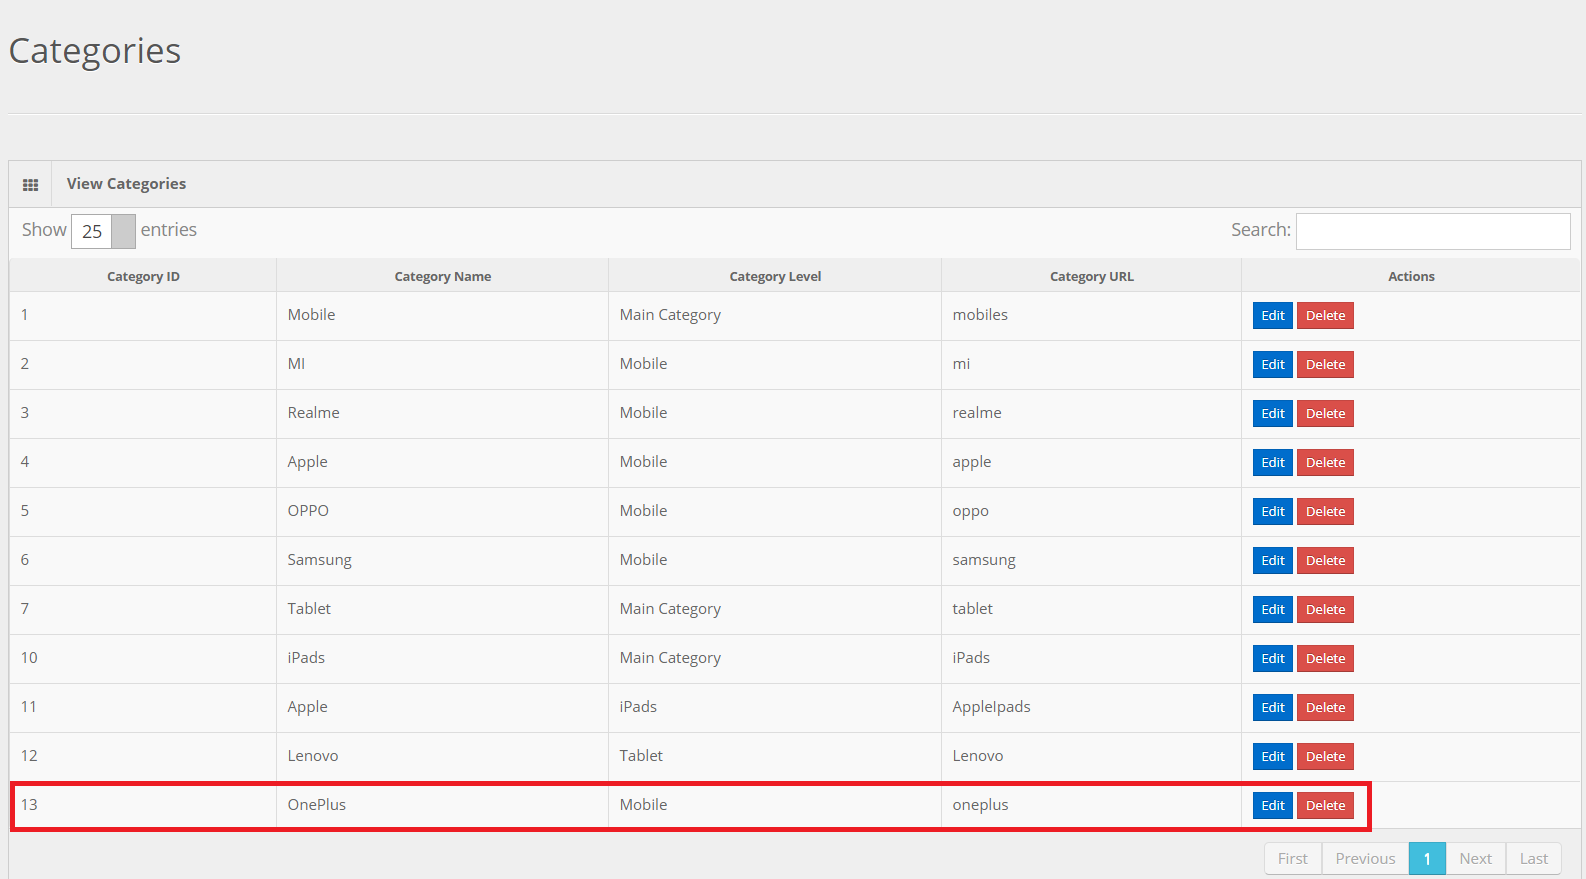 Categories
View Categories
Show 25 entries Search:
Category ID Category Name Category Level Category URL Actions
1 Mobile Main Category mobiles Edit Delete
2 MI Mobile mi Edit Delete
3 Realme Mobile realme Edit Delete
4 Apple Mobile apple Edit Delete
5 OPPO Mobile oppo Edit Delete
6 Samsung Mobile samsung Edit Delete
7 Tablet Main Category tablet Edit Delete
10 iPads Main Category iPads Edit Delete
11 Apple iPads AppleIpads Edit Delete
12 Lenovo Tablet Lenovo Edit Delete
13 OnePlus Mobile oneplus Edit Delete
First Previous 1 Next Last